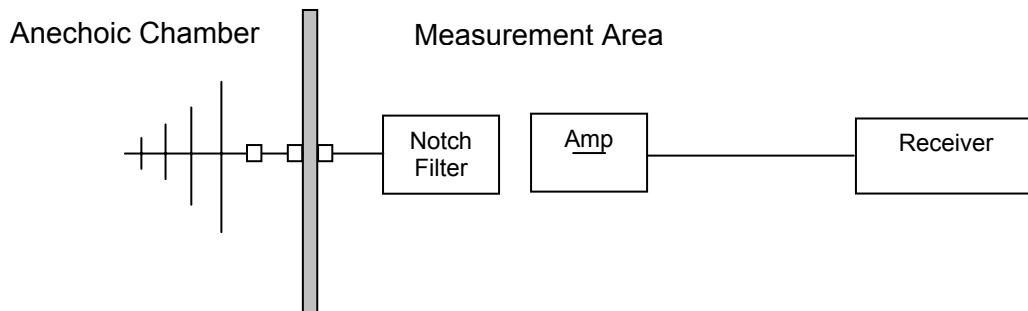 Anechoic Chamber
Measurement Area
Notch
Filter
Amp
Receiver